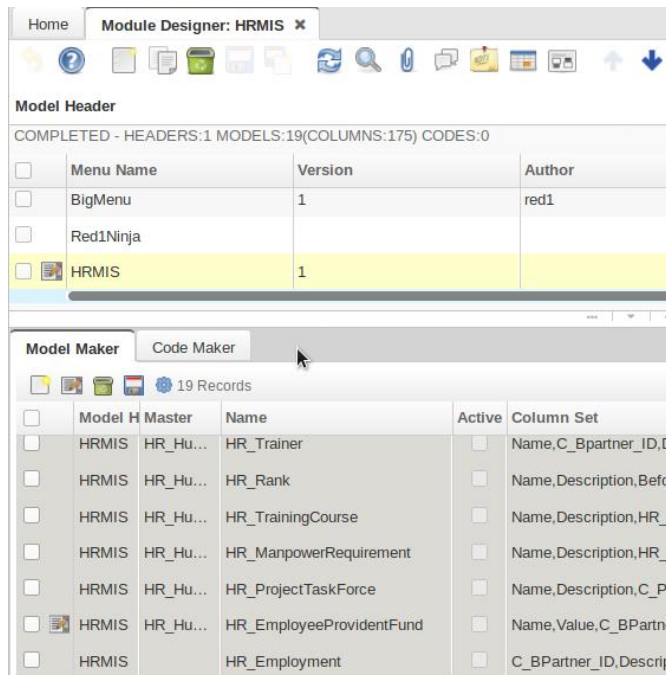 Home Module Designer: HRMIS ×
Model Header
COMPLETED - HEADERS:1 MODELS:19(COLUMNS:175) CODES:0
Menu Name Version Author
BigMenu 1 red1
Red1Ninja
HRMIS 1
Model Maker Code Maker
19 Records
Model H Master Name Active Column Set
HRMIS HR_Hu... HR_Trainer Name,C_Bpartner_ID,
HRMIS HR_Hu... HR_Rank Name,Description,Befo
HRMIS HR_Hu... HR_TrainingCourse Name,Description,HR_
HRMIS HR_Hu... HR_ManpowerRequirement Name,Description,HR_
HRMIS HR_Hu... HR_ProjectTaskForce Name,Description,C_P
HRMIS HR_Hu... HR_EmployeeProvidentFund Name,Value,C_BPartn
HRMIS HR_Employment C_BPartner_ID,Descrip